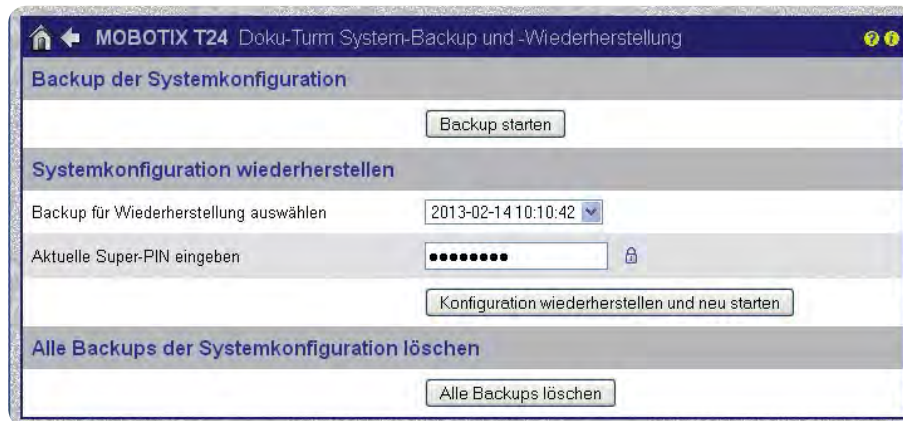 MOBOTIX T24 Doku-Turm System-Backup und -Wiederherstellung
Backup der Systemkonfiguration
Backup starten
Systemkonfiguration wiederherstellen
Backup für Wiederherstellung auswählen 2013-02-14 10:10:42
Aktuelle Super-PIN eingeben ●●●●●●●●
Konfiguration wiederherstellen und neu starten
Alle Backups der Systemkonfiguration löschen
Alle Backups löschen